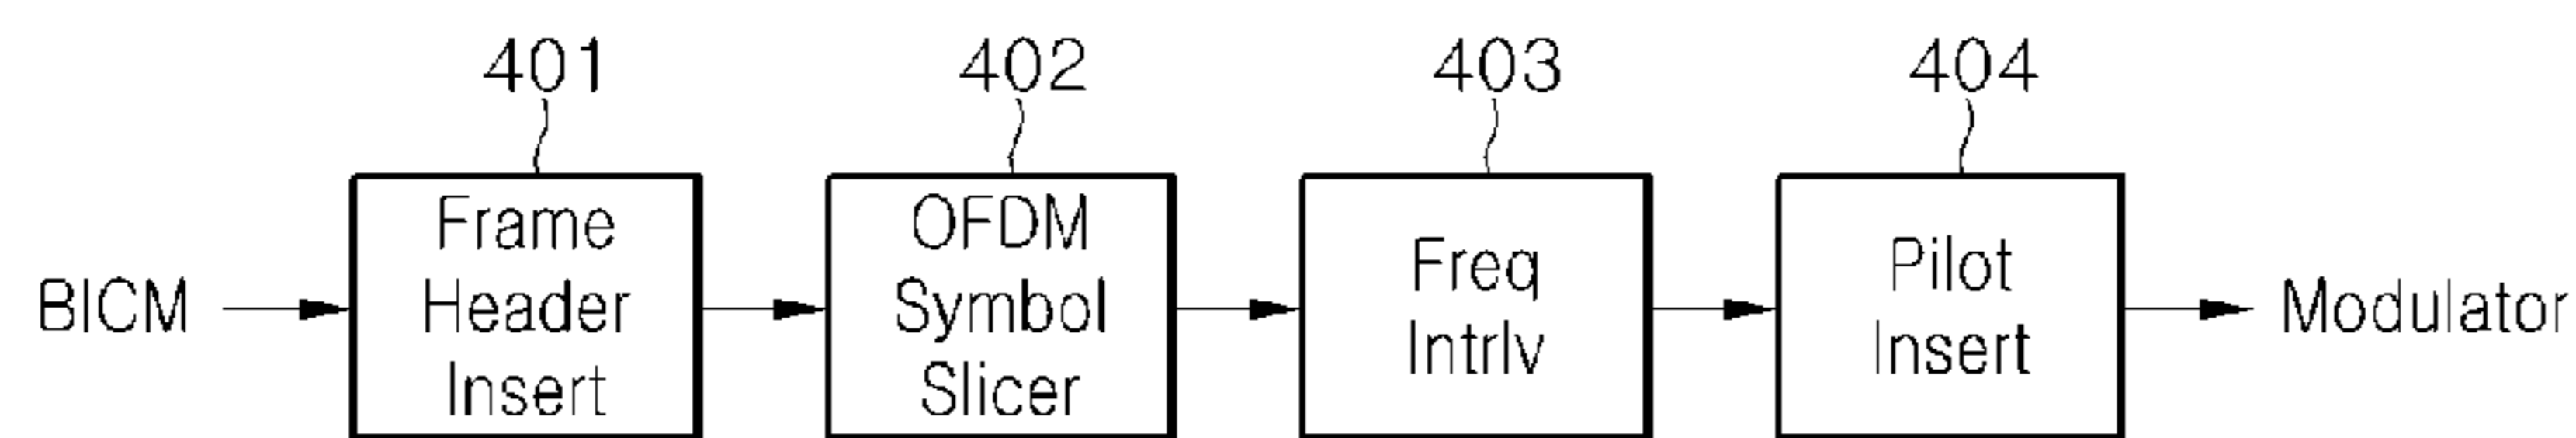 401
402
403
404
BICM
Frame
Header
Insert
OFDM
Symbol
Slicer
Freq
Intrlv
Pilot
Insert
Modulator